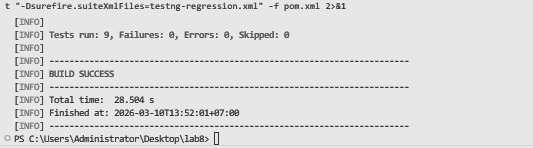 t "-Dsurefire.suiteXmlFiles=testng-regression.xml" -f pom.xml 2>&1
[INFO]
[INFO] Tests run: 9, Failures: 0, Errors: 0, Skipped: 0
[INFO]
[INFO] ------------------------------------------------------------------------
[INFO] BUILD SUCCESS
[INFO] ------------------------------------------------------------------------
[INFO] Total time:  28.504 s
[INFO] Finished at: 2026-03-10T13:52:01+07:00
[INFO] ------------------------------------------------------------------------
PS C:\Users\Administrator\Desktop\lab8>